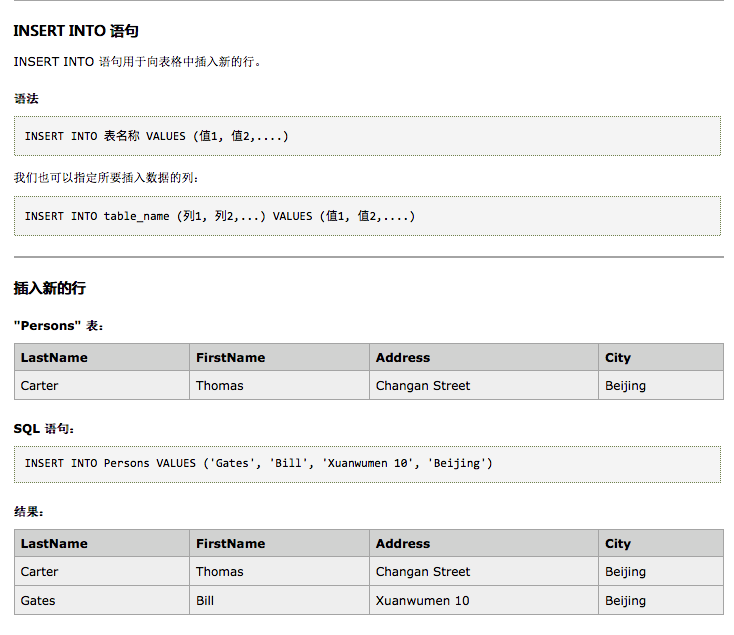 INSERT INTO 语句
INSERT INTO 语句用于向表格中插入新的行。
语法
INSERT INTO 表名称 VALUES (值1, 值2,....)
我们也可以指定所要插入数据的列：
INSERT INTO table_name (列1, 列2,...) VALUES (值1, 值2,....)
插入新的行
"Persons" 表：
LastName FirstName Address City
Carter Thomas Changan Street Beijing
SQL 语句：
INSERT INTO Persons VALUES ('Gates', 'Bill', 'Xuanwumen 10', 'Beijing')
结果：
LastName FirstName Address City
Carter Thomas Changan Street Beijing
Gates Bill Xuanwumen 10 Beijing